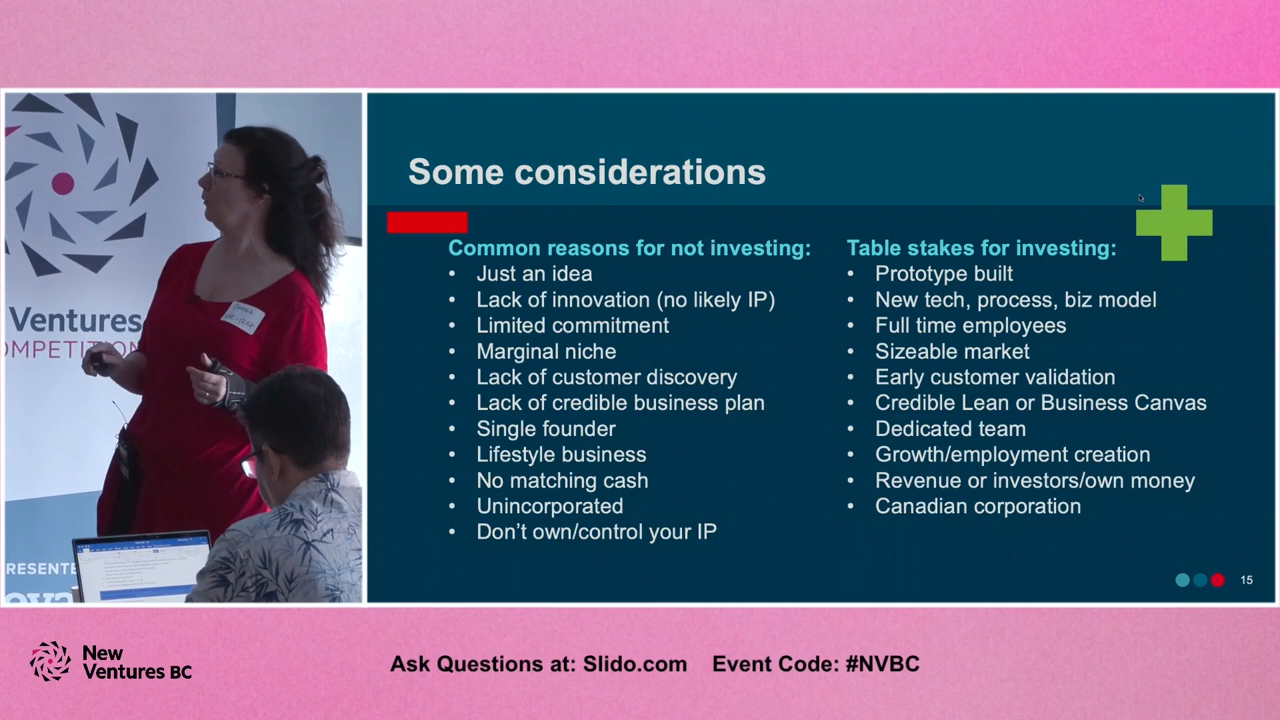 Ventures
COMPETITION
PRESENTE
Some considerations
Common reasons for not investing:
• Just an idea
• Lack of innovation (no likely IP)
• Limited commitment
• Marginal niche
• Lack of customer discovery
• Lack of credible business plan
• Single founder
• Lifestyle business
• No matching cash
• Unincorporated
• Don’t own/control your IP
Table stakes for investing:
• Prototype built
• New tech, process, biz model
• Full time employees
• Sizeable market
• Early customer validation
• Credible Lean or Business Canvas
• Dedicated team
• Growth/employment creation
• Revenue or investors/own money
• Canadian corporation
15
New
Ventures BC
Ask Questions at: Slido.com Event Code: #NVBC